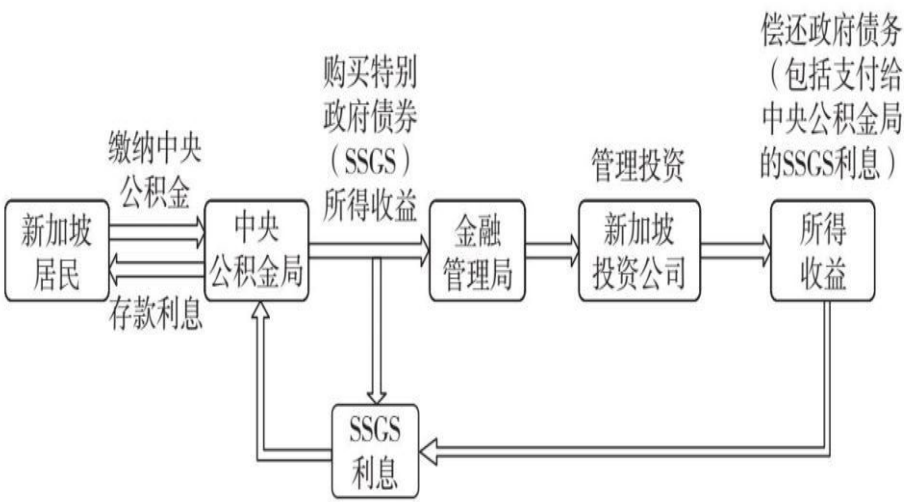 缴纳中央
公积金
新加坡
居民
存款利息
中央
公积金局
购买特别
政府债券
（SSGS）
所得收益
金融
管理局
管理投资
新加坡
投资公司
偿还政府债务
（包括支付给
中央公积金局
的SSGS利息）
所得
收益
SSGS
利息